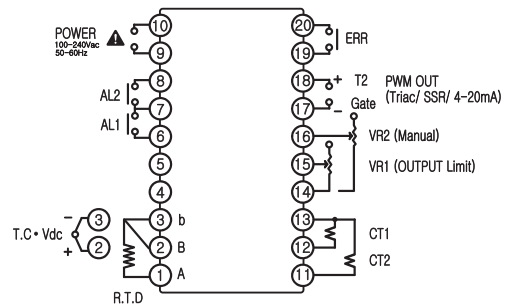 10
20
POWER
100-240Vac
50-60Hz
!
ERR
9
19
8
18
+
T2
PWM OUT
(Triac/ SSR/ 4-20mA)
AL2
7
17
−
Gate
AL1
6
16
VR2 (Manual)
5
15
VR1 (OUTPUT Limit)
4
14
−
3
3
b
13
CT1
T.C • Vdc
+
2
2
B
12
CT2
1
A
11
R.T.D